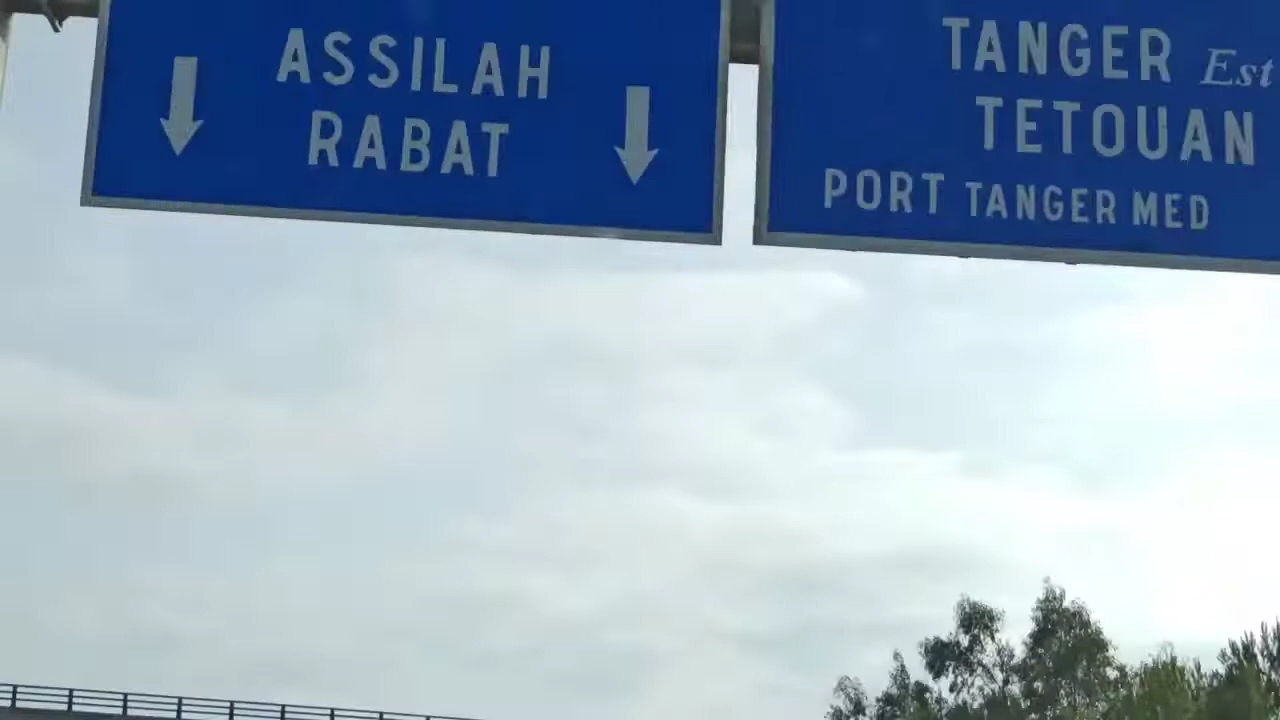 ASSILAH
RABAT
TANGER Est
TETOUAN
PORT TANGER MED